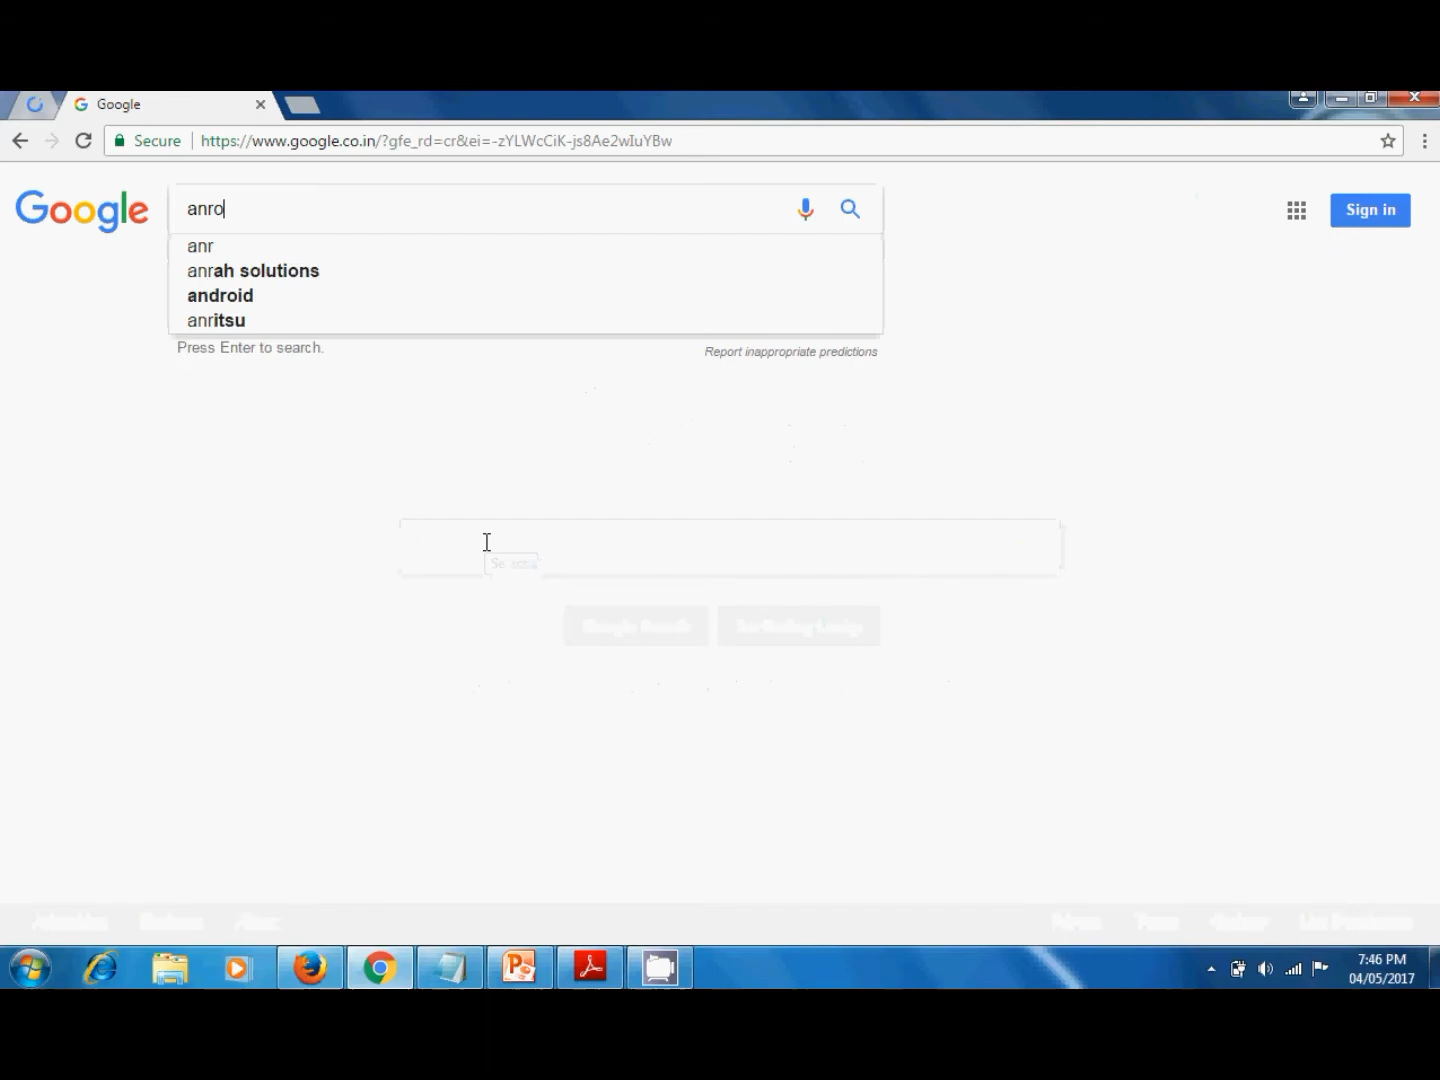 Google
Secure https://www.google.co.in/?gfe_rd=cr&ei=-zYLWcCiK-js8Ae2wIuYBw
Google
anro
Sign in
anr
anrah solutions
android
anritsu
Press Enter to search.
Report inappropriate predictions
7:46 PM
04/05/2017